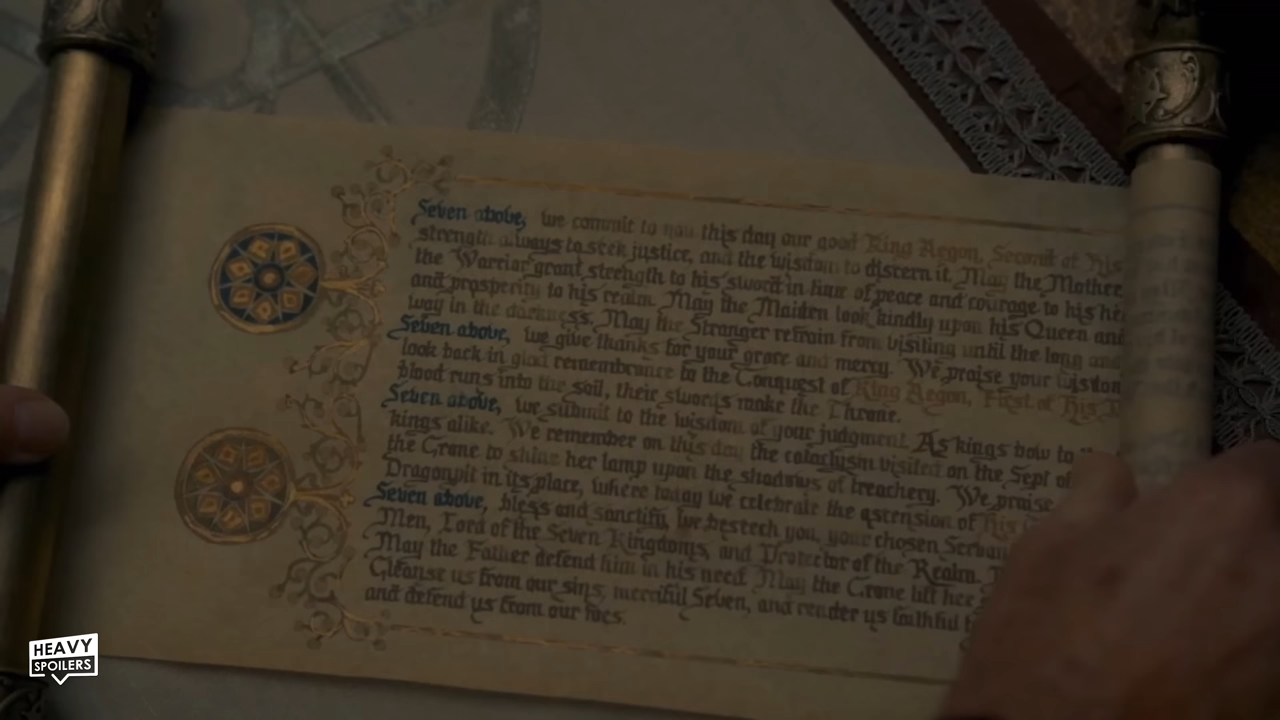 Seven above, we commit to you this day our good King Aegon, Second of His
strength always to seek justice, and the wisdom to discern it. May the Mother
the Warrior grant strength to his sword in time of peace and courage to his
and prosperity to his realm. May the Maiden look kindly upon his Queen and
way in the darkness. May the Stranger refrain from visiting until the long and
Seven above, we give thanks for your grace and mercy. We praise your wisdom
look back in glad remembrance to the Conquest of King Aegon, First of His
blood runs into the soil, their swords make the Throne.
Seven above, we submit to the wisdom of your judgment. As kings bow to
kings alike. We remember on this day the cataclysm visited on the Sept of
the Crone to shine her lamp upon the shadows of treachery. We praise
Dragonpit in its place, where today we celebrate the ascension of His
Seven above, bless and sanctify, we beseech you, your chosen
Men, Lord of the Seven Kingdoms, and Protector of the Realm.
May the Father defend him in his need. May the Crone lift her
Cleanse us from our sins, merciful Seven, and render us faithful
and defend us from our foes.
HEAVY
SPOILERS